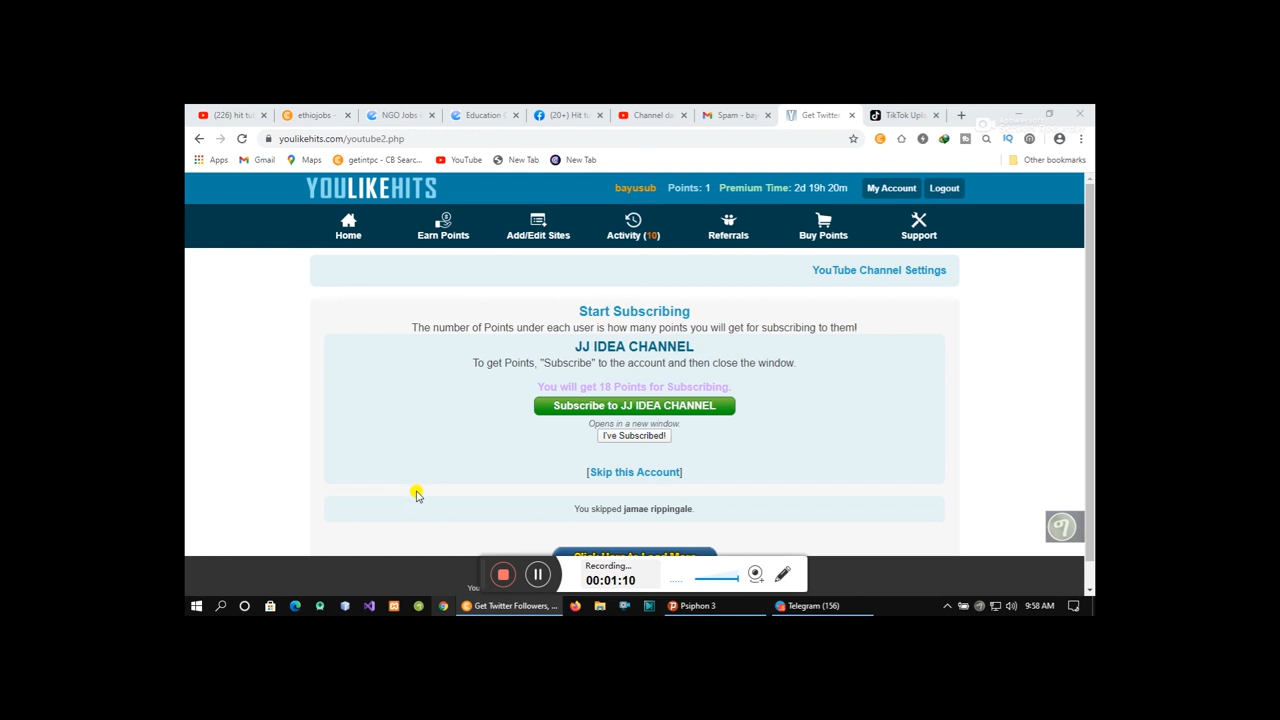 (226) hit tu
ethiojobs -
NGO Jobs
Education
(20+) Hit tu
Channel da
Spam - bay
Get Twitter
TikTok Upl
youlikehits.com/youtube2.php
Apps
Gmail
Maps
getintpc - CB Searc...
YouTube
New Tab
New Tab
Other bookmarks
YOULIKEHITS
bayusub
Points: 1
Premium Time: 2d 19h 20m
My Account
Logout
Home
Earn Points
Add/Edit Sites
Activity (10)
Referrals
Buy Points
Support
YouTube Channel Settings
Start Subscribing
The number of Points under each user is how many points you will get for subscribing to them!
JJ IDEA CHANNEL
To get Points, "Subscribe" to the account and then close the window.
You will get 18 Points for Subscribing.
Subscribe to JJ IDEA CHANNEL
Opens in a new window.
I've Subscribed!
[Skip this Account]
You skipped jamae rippingale.
Click Here to Load More
Recording...
00:01:10
You
Get Twitter Followers, ...
Psiphon 3
Telegram (156)
9:58 AM